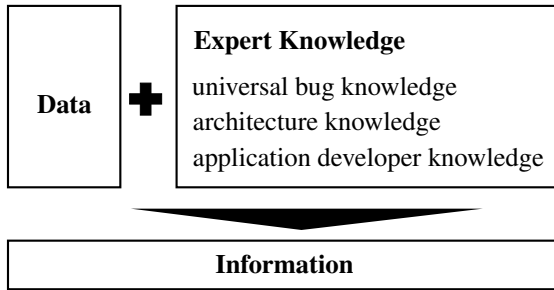 Data
Expert Knowledge
universal bug knowledge
architecture knowledge
application developer knowledge
Information